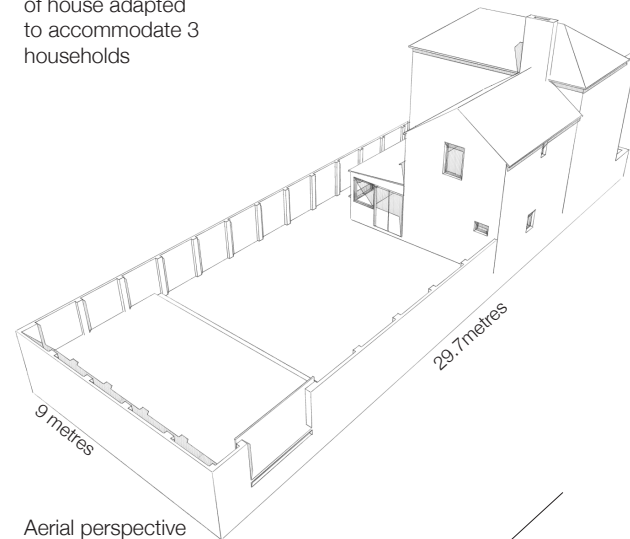 of house adapted
to accommodate 3
households
29.7metres
9 metres
Aerial perspective